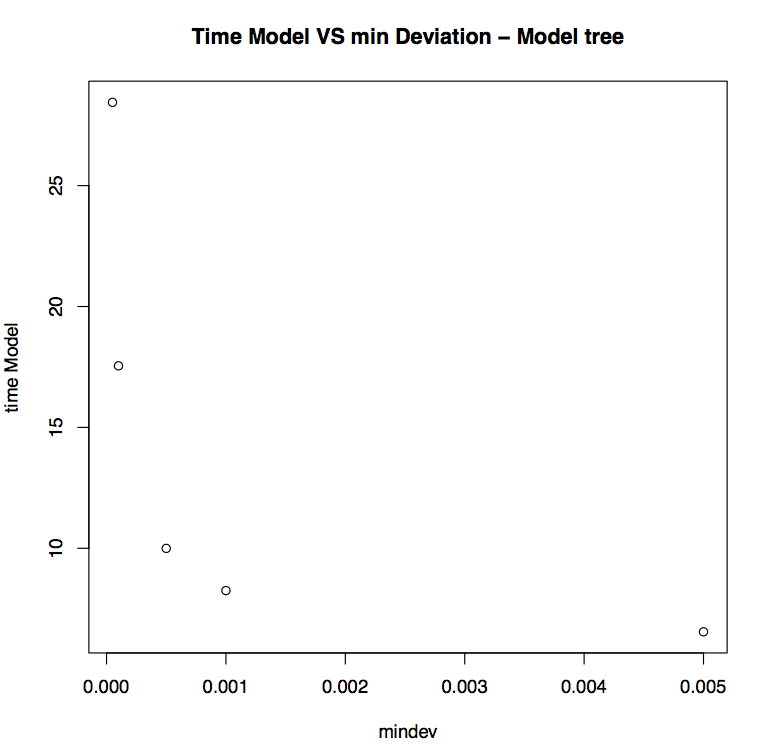 Time Model VS min Deviation – Model tree
time Model
25
20
15
10
0.000 0.001 0.002 0.003 0.004 0.005
mindev